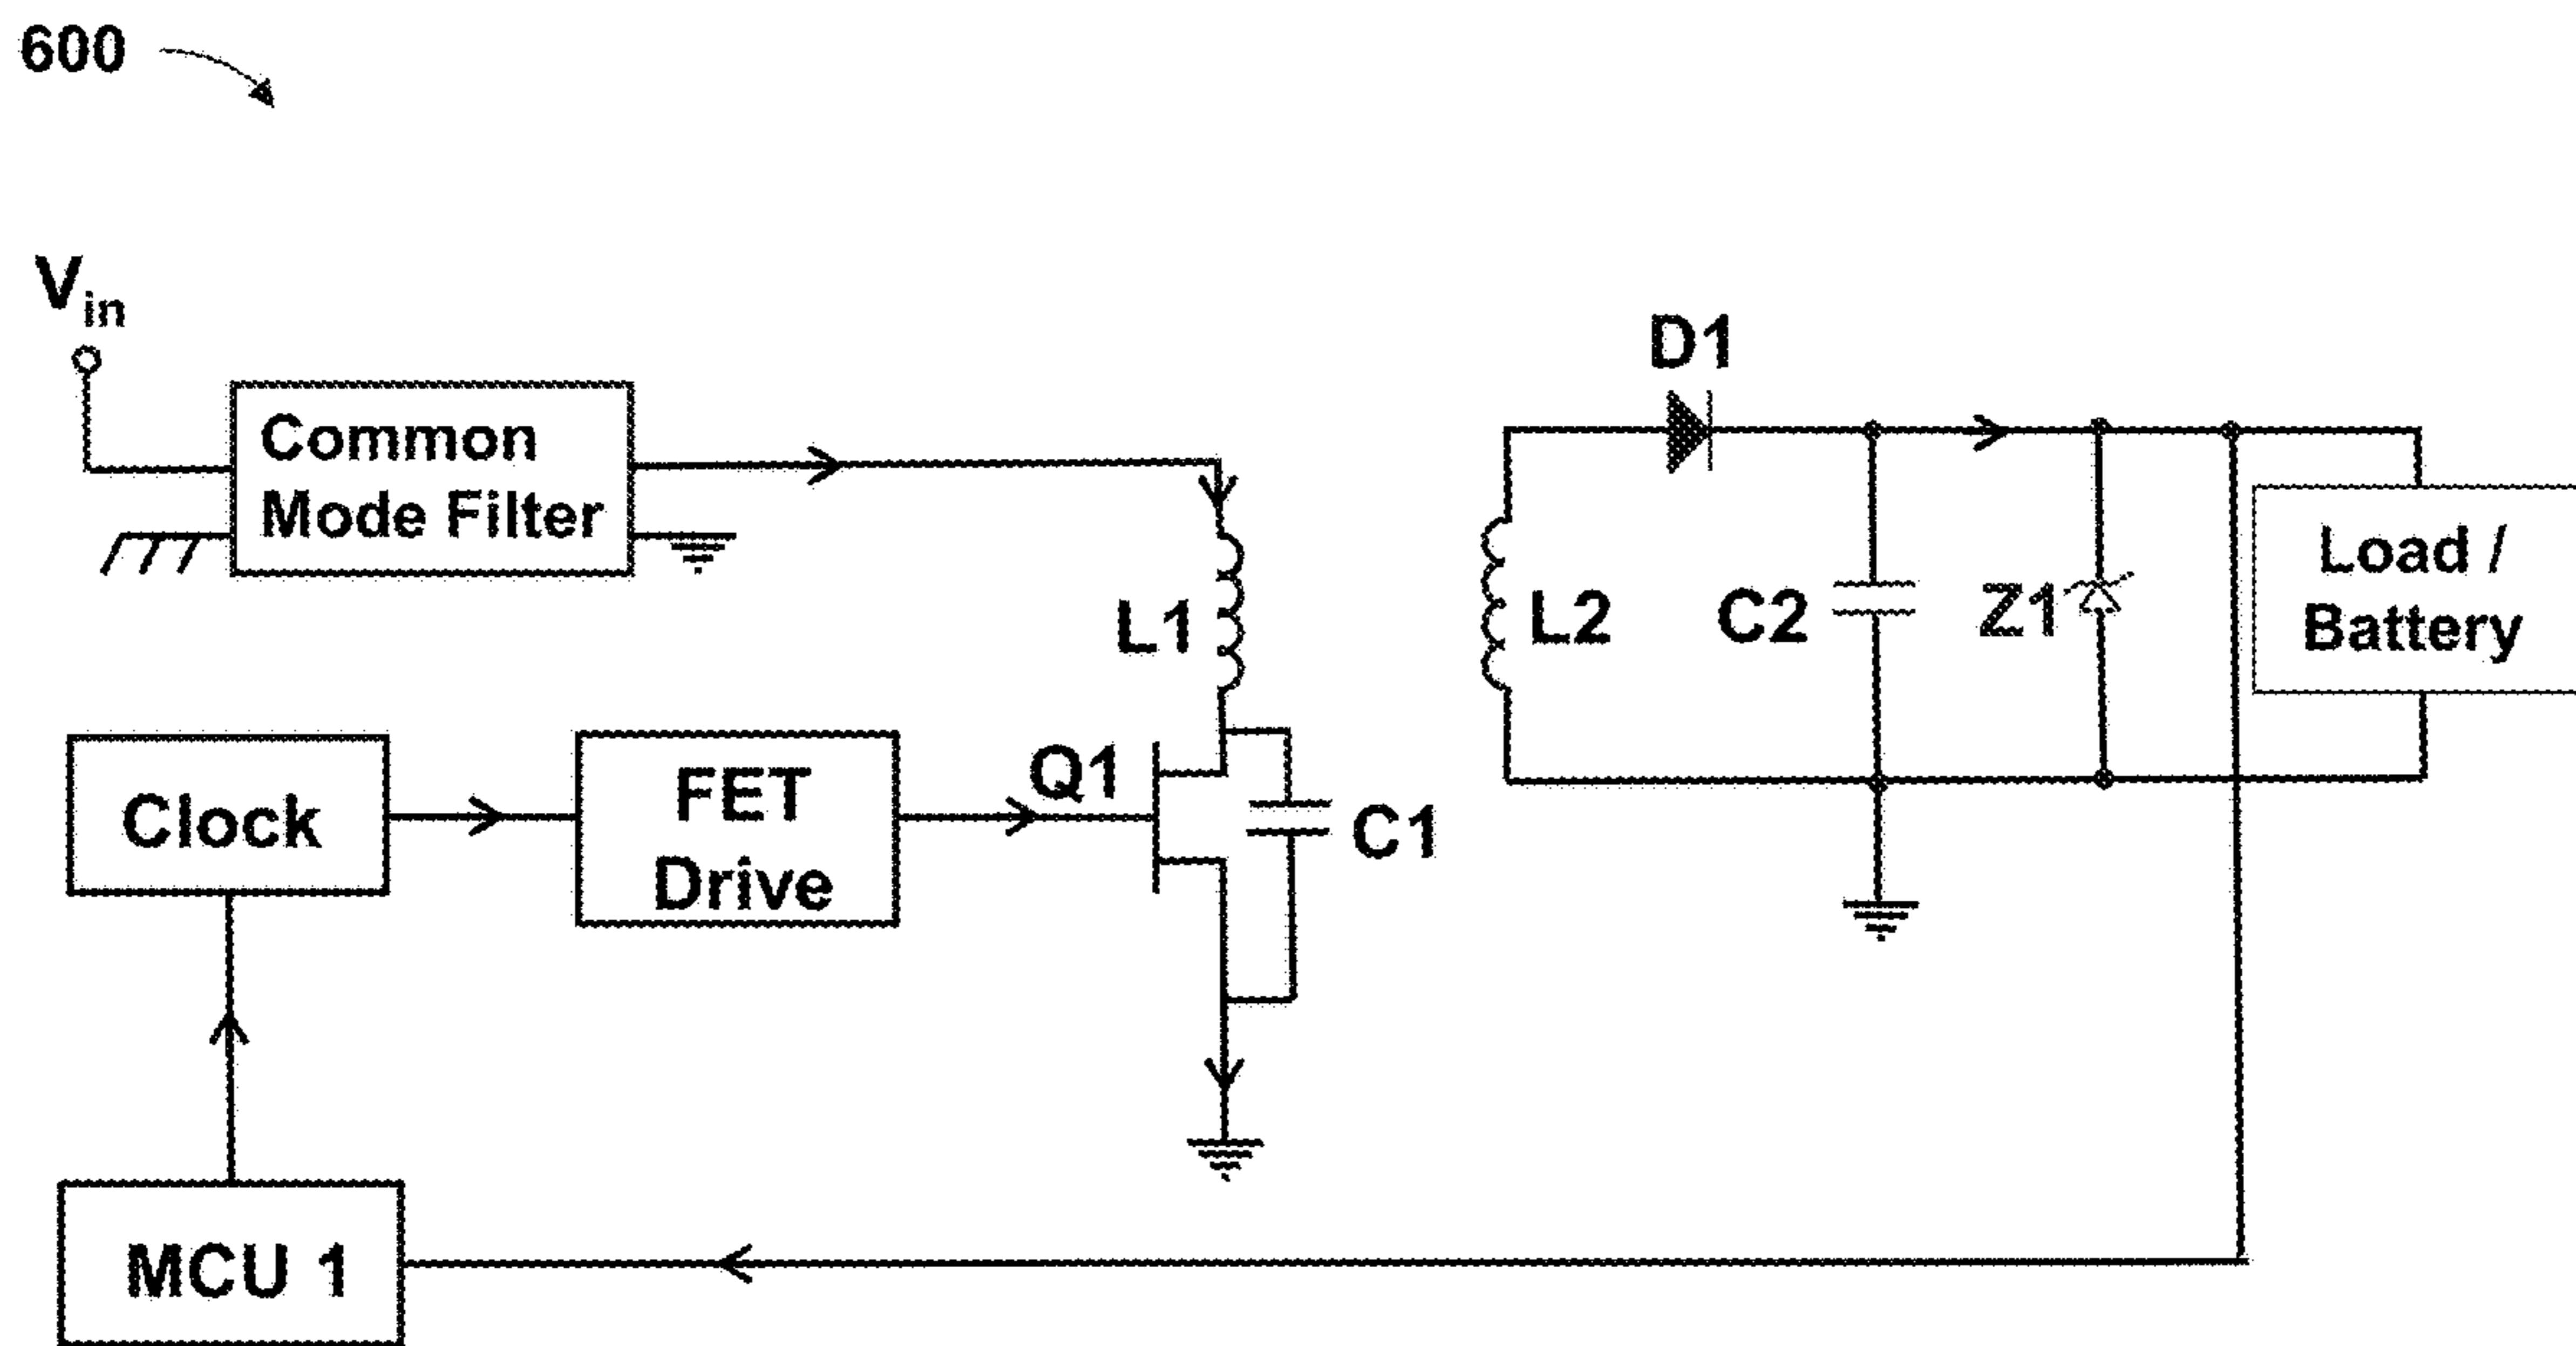 600
Vin
Common
Mode Filter
D1
L1
L2
C2
Z1
Load /
Battery
Clock
FET
Drive
Q1
C1
MCU 1